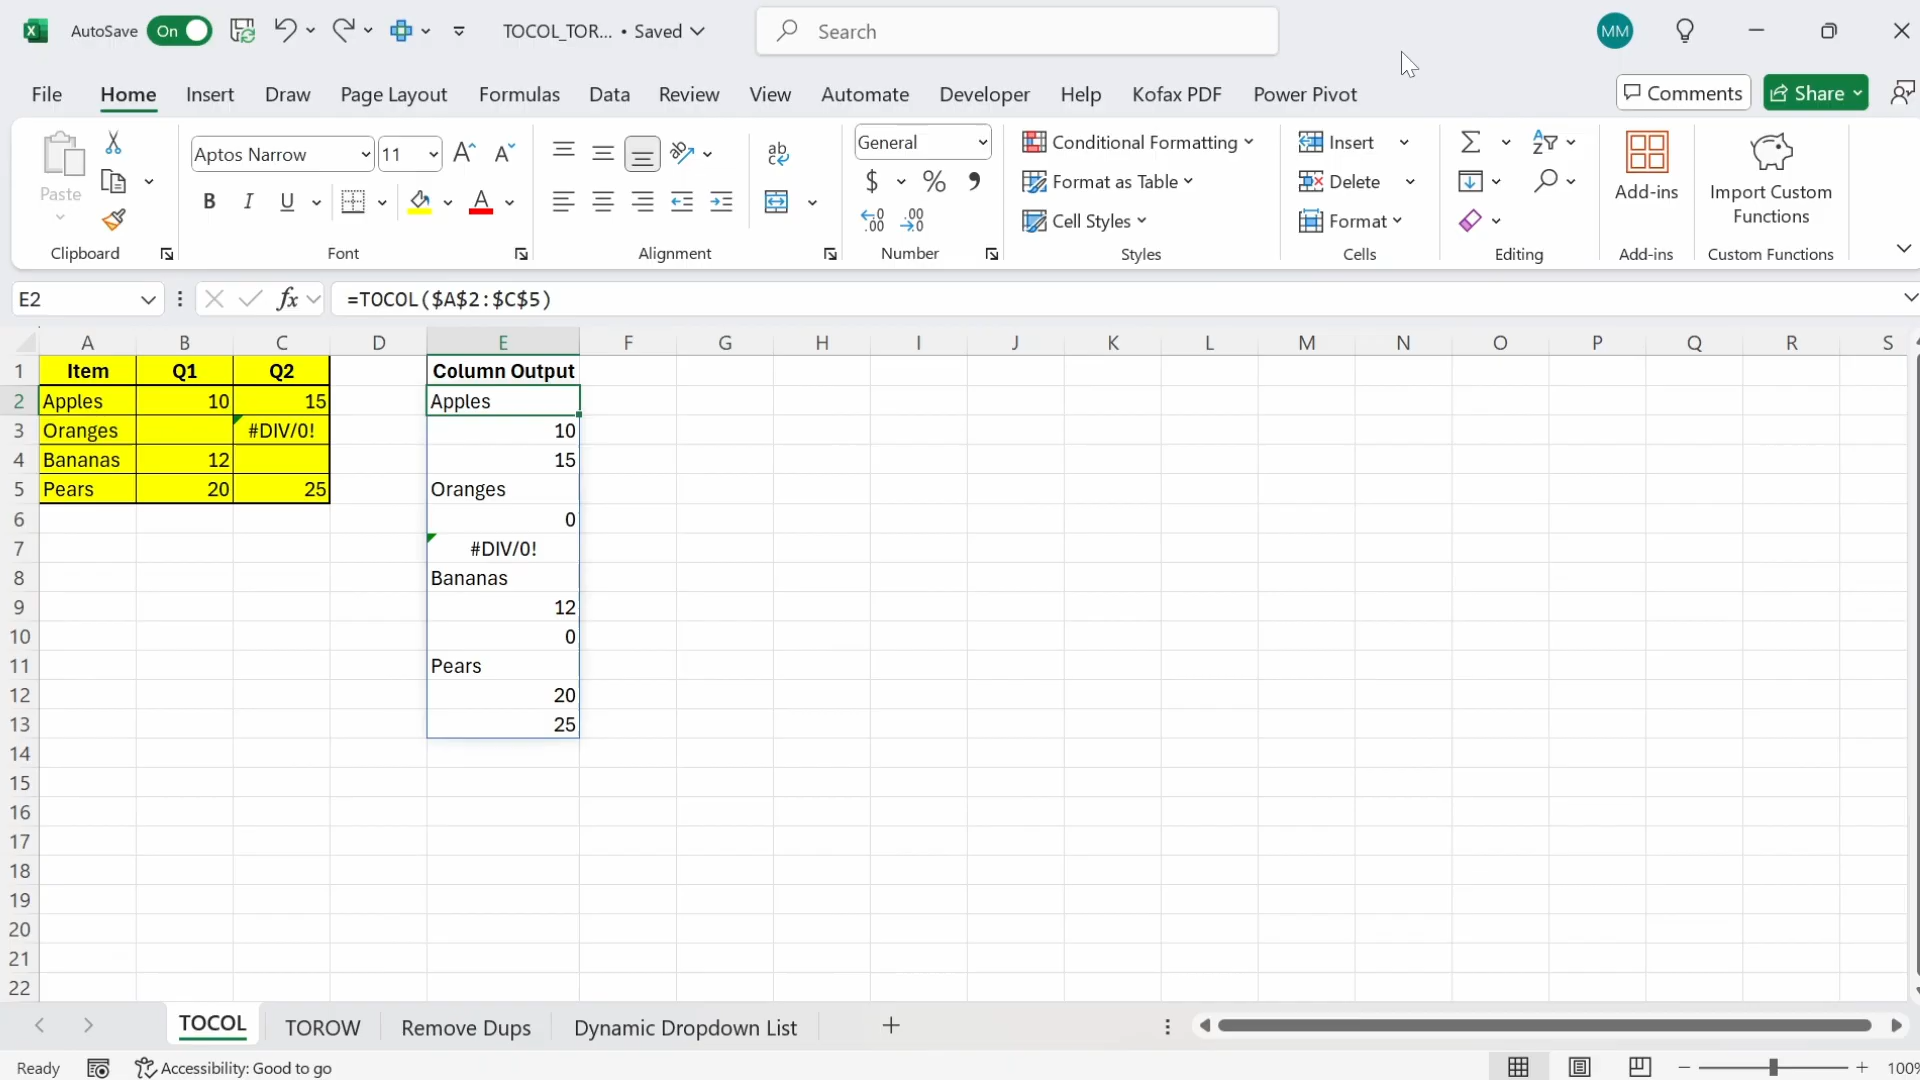 AutoSave On TOCOL_TOR... • Saved Search MM
File Home Insert Draw Page Layout Formulas Data Review View Automate Developer Help Kofax PDF Power Pivot Comments Share
Paste
Clipboard
Aptos Narrow 11 A A
B I U A
Font
ab
c
Alignment
General
$ % ,
.00 .00
Number
Conditional Formatting
Format as Table
Cell Styles
Styles
Insert
Delete
Format
Cells
Editing
Add-ins
Add-ins
Import Custom
Functions
Custom Functions
E2 fx =TOCOL($A$2:$C$5)
A B C D E F G H I J K L M N O P Q R S
1 Item Q1 Q2 Column Output
2 Apples 10 15 Apples
3 Oranges #DIV/0! 10
4 Bananas 12 15
5 Pears 20 25 Oranges
6 0
7 #DIV/0!
8 Bananas
9 12
10 0
11 Pears
12 20
13 25
14
15
16
17
18
19
20
21
22
TOCOL TOROW Remove Dups Dynamic Dropdown List
Ready Accessibility: Good to go 100%